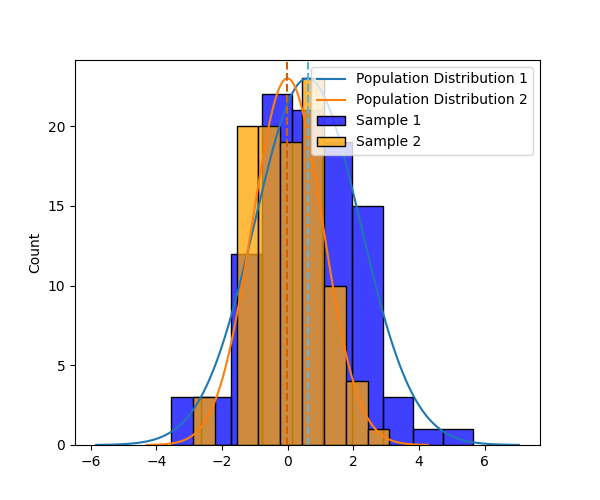 Population Distribution 1
Population Distribution 2
Sample 1
Sample 2
20
15
10
5
0
Count
−6
−4
−2
0
2
4
6